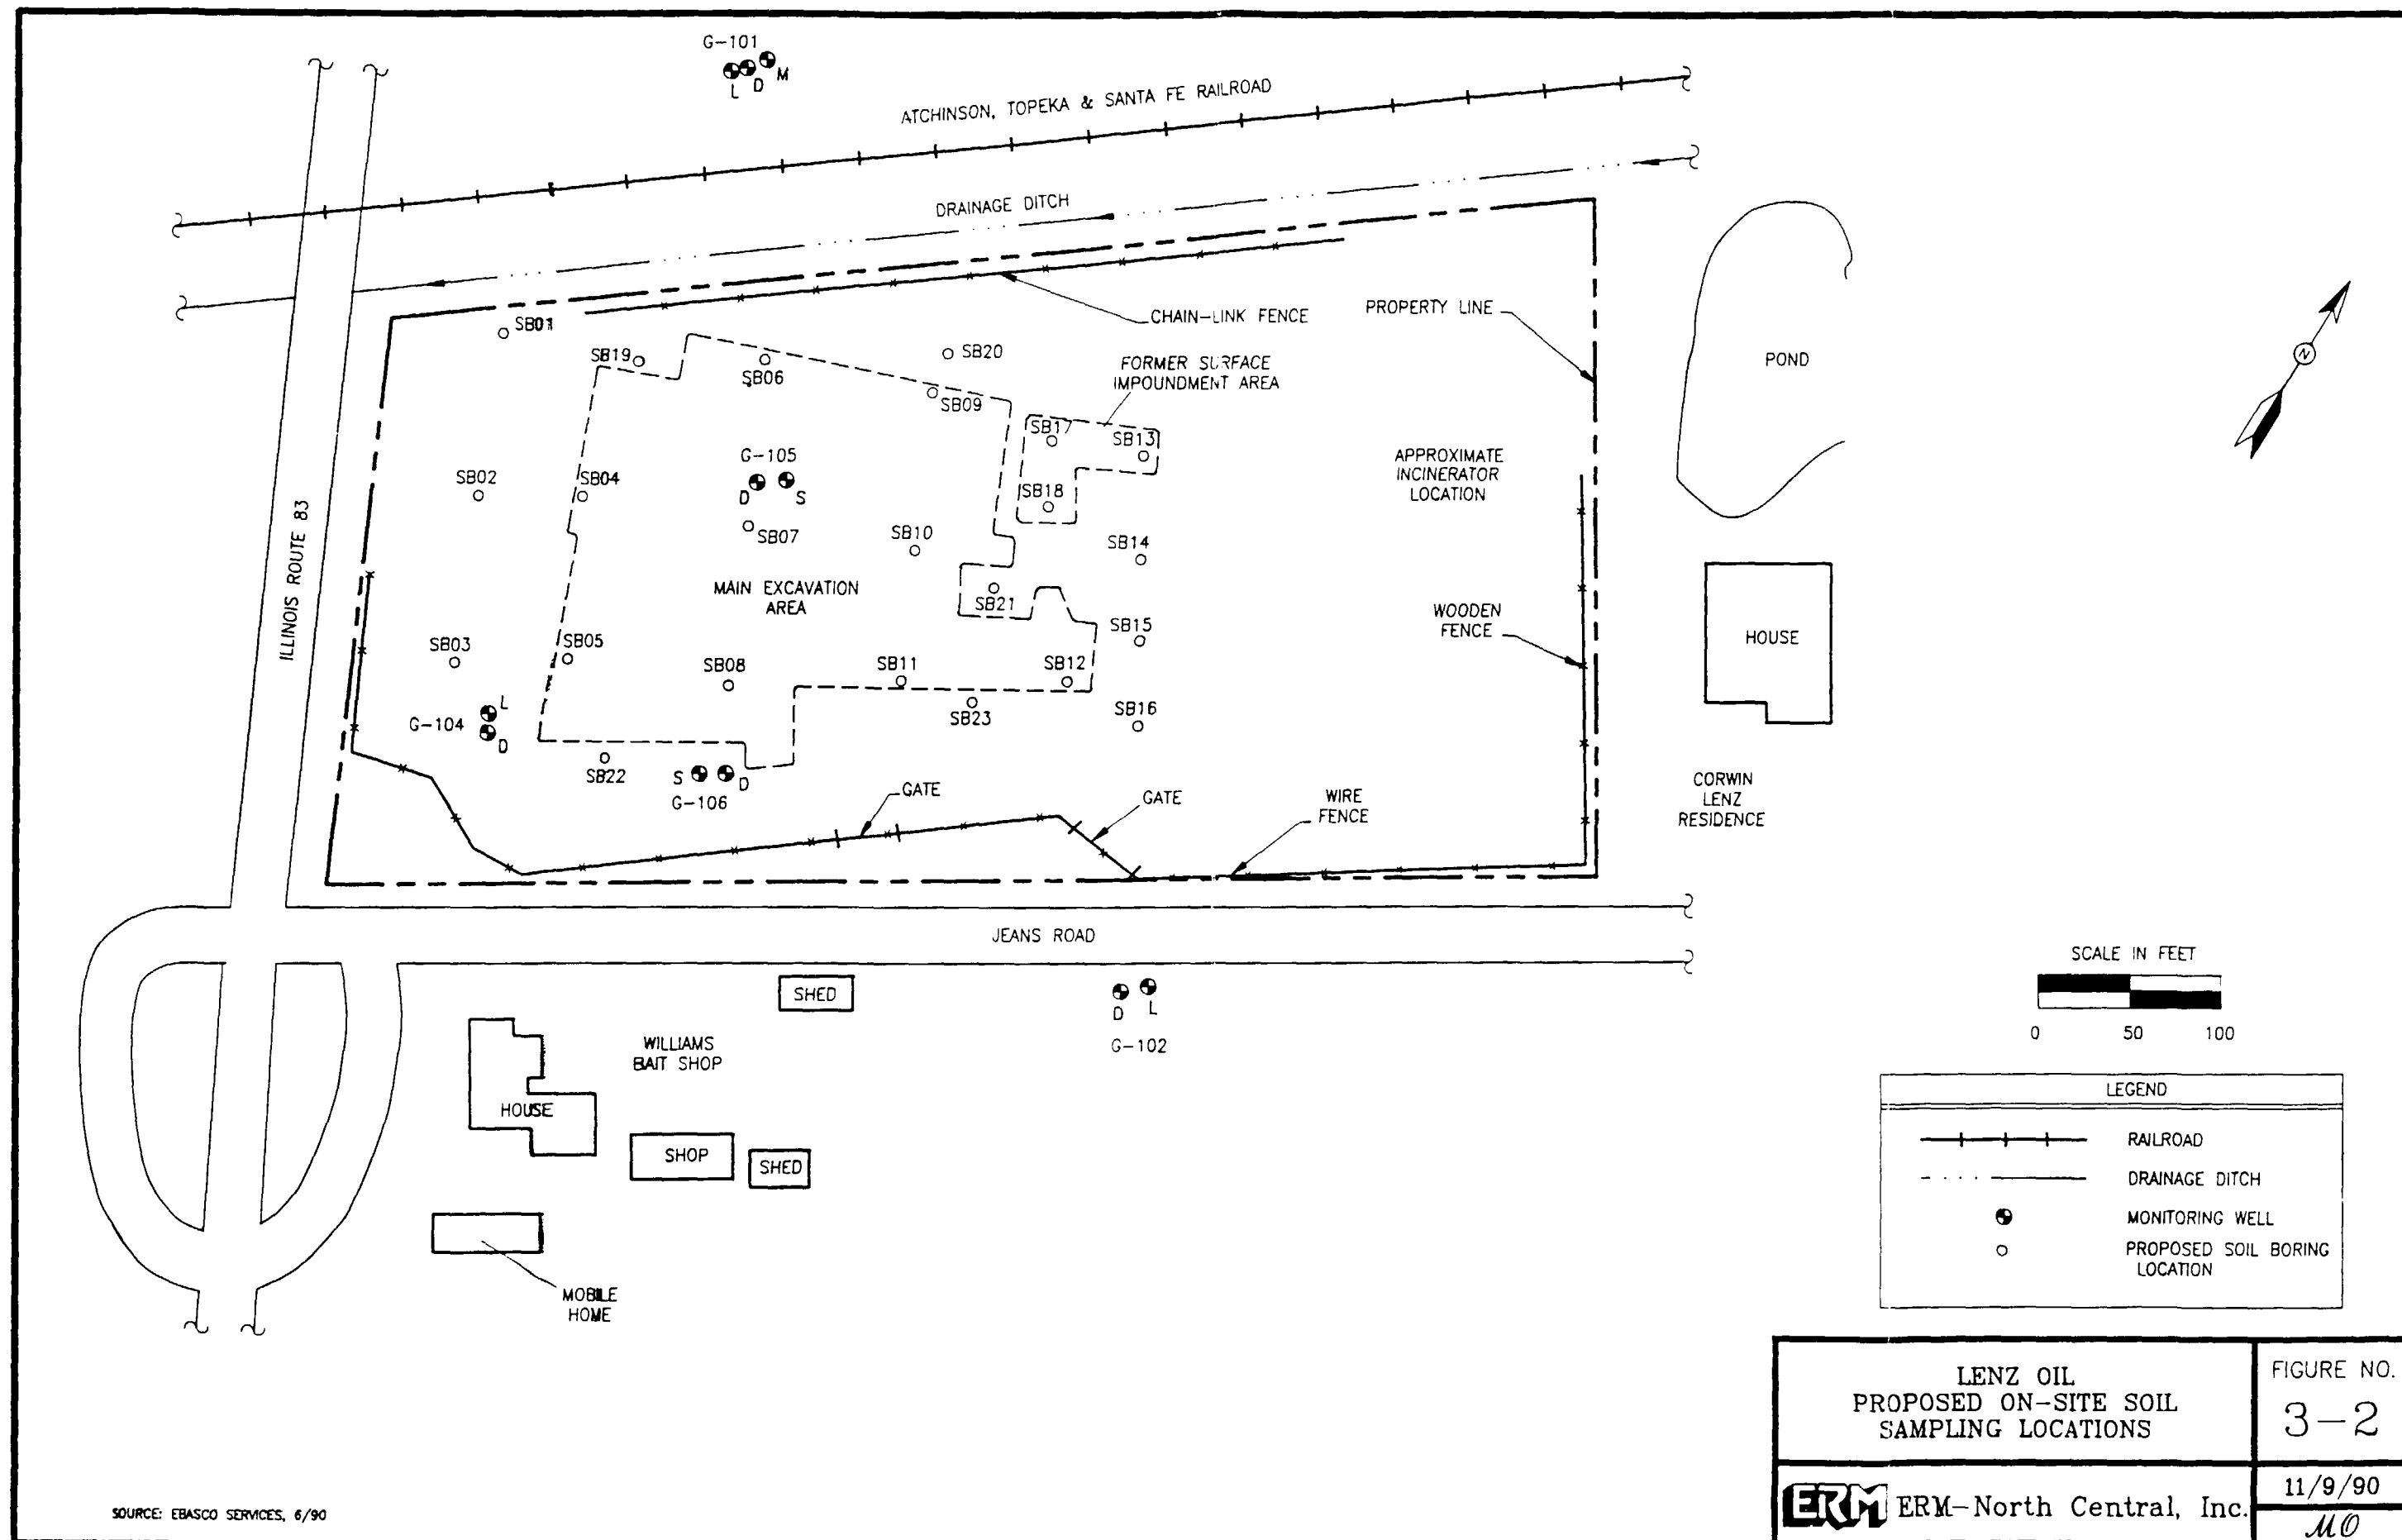 G-101
L D M
ATCHINSON, TOPEKA & SANTA FE RAILROAD
DRAINAGE DITCH
SB01
CHAIN-LINK FENCE
PROPERTY LINE
SB19
SB06
SB20
FORMER SURFACE
IMPOUNDMENT AREA
POND
N
SB09
SB17
SB13
G-105
D S
SB02
SB04
SB18
APPROXIMATE
INCINERATOR
LOCATION
SB07
SB10
SB14
ILLINOIS ROUTE 83
MAIN EXCAVATION
AREA
SB21
SB15
WOODEN
FENCE
HOUSE
SB03
SB05
SB08
SB11
SB12
SB23
SB16
G-104
L
D
SB22
S D
G-106
GATE
GATE
WIRE
FENCE
CORWIN
LENZ
RESIDENCE
JEANS ROAD
SHED
D L
G-102
WILLIAMS
BAIT SHOP
HOUSE
SHOP
SHED
MOBILE
HOME
SCALE IN FEET
0 50 100
LEGEND
RAILROAD
DRAINAGE DITCH
MONITORING WELL
PROPOSED SOIL BORING
LOCATION
LENZ OIL
PROPOSED ON-SITE SOIL
SAMPLING LOCATIONS
FIGURE NO.
3-2
ERM ERM-North Central, Inc.
11/9/90
MO
SOURCE: EBASCO SERVICES, 6/90